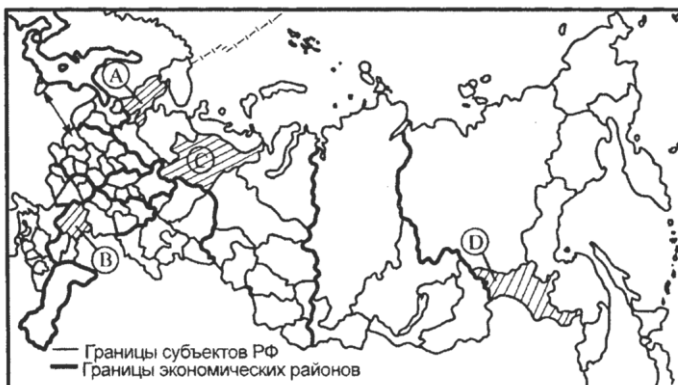 A
C
B
D
Границы субъектов РФ
Границы экономических районов